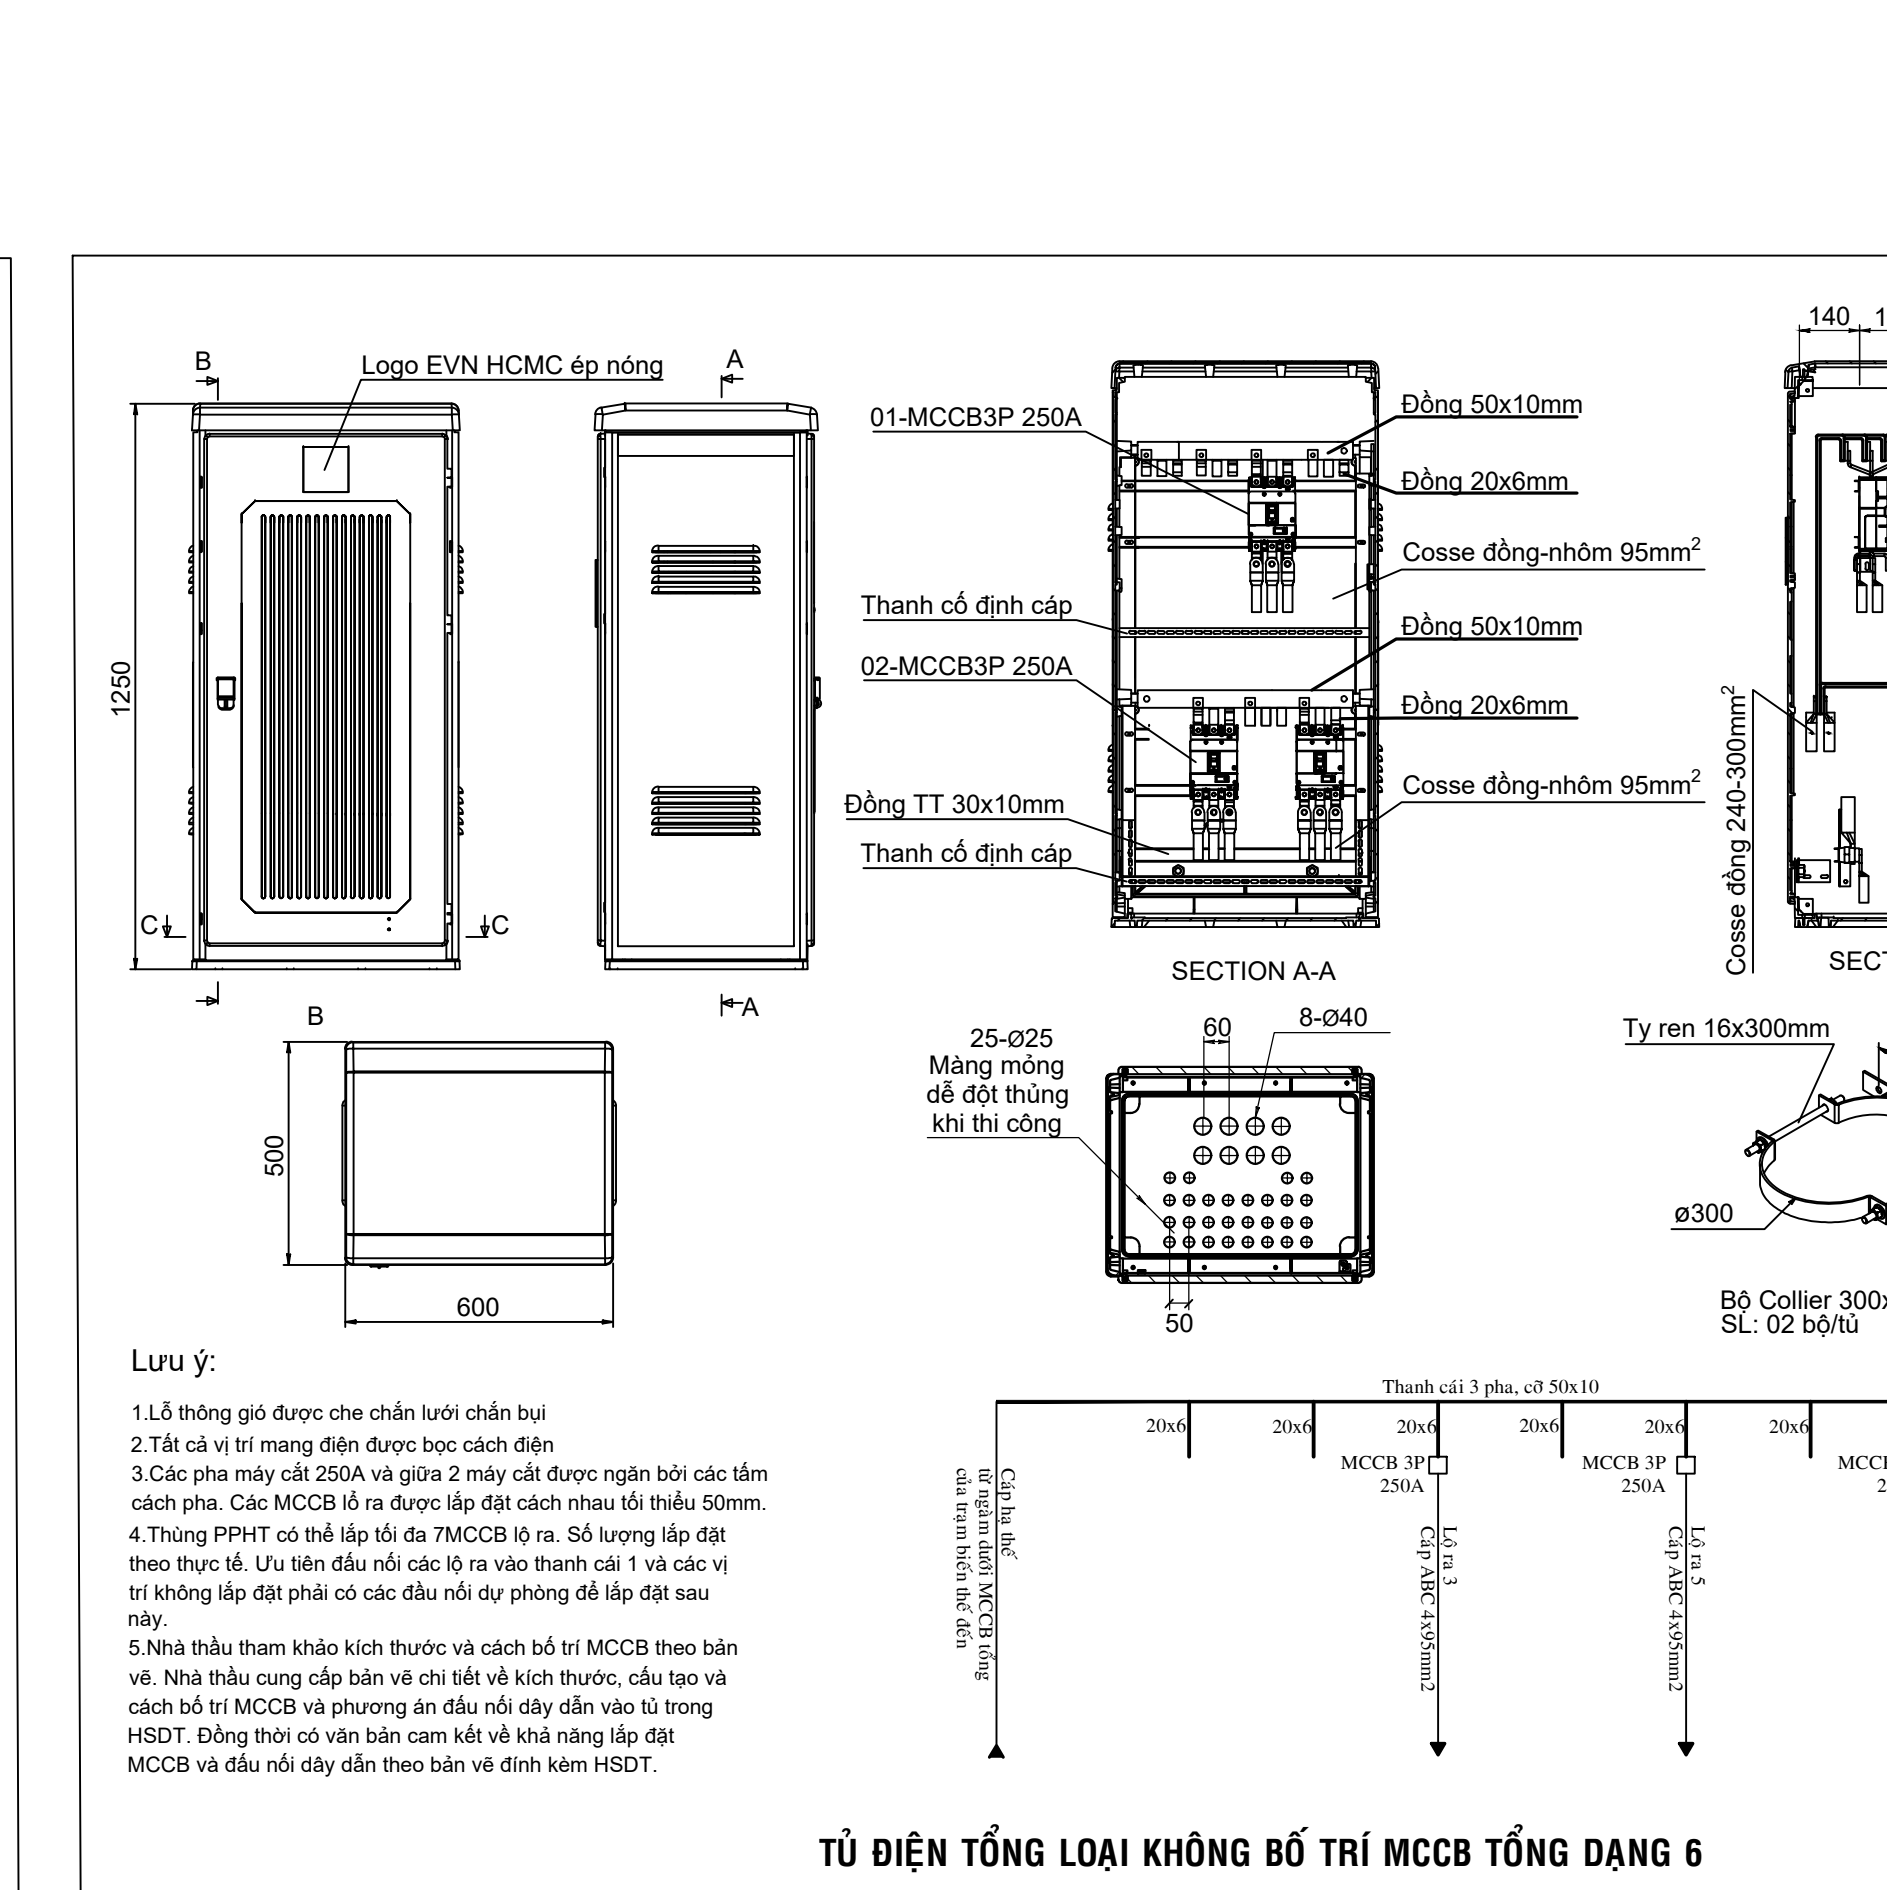 B
Logo EVN HCMC ép nóng
A
1250
C
C
A
B
500
600
01-MCCB3P 250A
Thanh cố định cáp
02-MCCB3P 250A
Đồng TT 30x10mm
Thanh cố định cáp
Đồng 50x10mm
Đồng 20x6mm
Cosse đồng-nhôm 95mm²
Đồng 50x10mm
Đồng 20x6mm
Cosse đồng-nhôm 95mm²
SECTION A-A
140
Cosse đồng 240-300mm²
25-Ø25
Màng mỏng
dễ đột thủng
khi thi công
60
8-Ø40
50
Ty ren 16x300mm
ø300
Bộ Collier 300x
SL: 02 bộ/tủ
Lưu ý:
1.Lỗ thông gió được che chắn lưới chắn bụi
2.Tất cả vị trí mang điện được bọc cách điện
3.Các pha máy cắt 250A và giữa 2 máy cắt được ngăn bởi các tấm
cách pha. Các MCCB lổ ra được lắp đặt cách nhau tối thiểu 50mm.
4.Thùng PPHT có thể lắp tối đa 7MCCB lộ ra. Số lượng lắp đặt
theo thực tế. Ưu tiên đấu nối các lộ ra vào thanh cái 1 và các vị
trí không lắp đặt phải có các đầu nối dự phòng để lắp đặt sau
này.
5.Nhà thầu tham khảo kích thước và cách bố trí MCCB theo bản
vẽ. Nhà thầu cung cấp bản vẽ chi tiết về kích thước, cấu tạo và
cách bố trí MCCB và phương án đấu nối dây dẫn vào tủ trong
HSDT. Đồng thời có văn bản cam kết về khả năng lắp đặt
MCCB và đấu nối dây dẫn theo bản vẽ đính kèm HSDT.
Thanh cái 3 pha, cỡ 50x10
20x6
20x6
20x6
20x6
20x6
20x6
MCCB 3P
250A
MCCB 3P
250A
Cáp hạ thế
từ ngàm dưới MCCB tổng
của trạm biến thế đến
Lộ ra 3
Cáp ABC 4x95mm2
Lộ ra 5
Cáp ABC 4x95mm2
TỦ ĐIỆN TỔNG LOẠI KHÔNG BỐ TRÍ MCCB TỔNG DẠNG 6